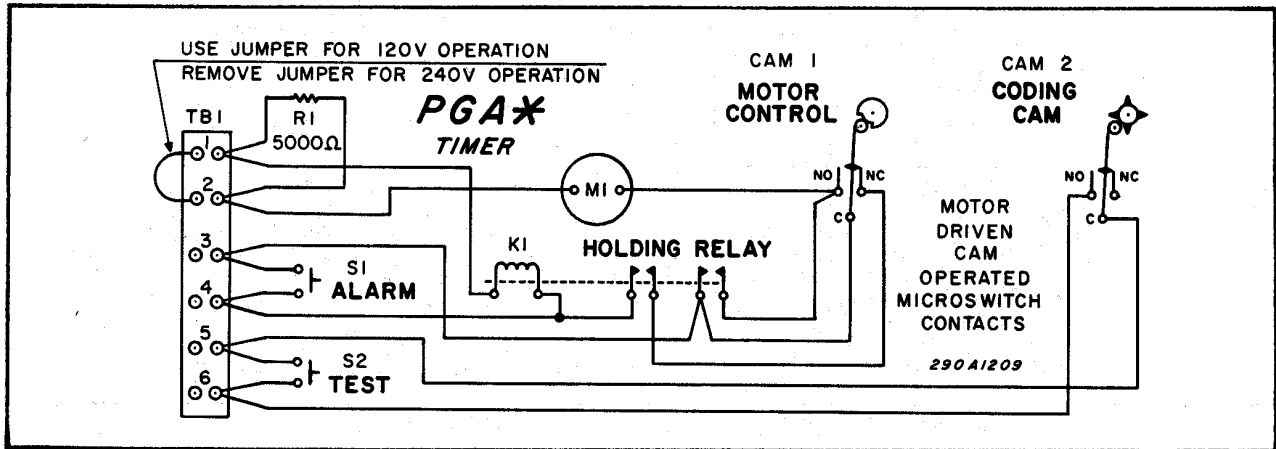 USE JUMPER FOR 120V OPERATION
REMOVE JUMPER FOR 240V OPERATION
PGA*
TIMER
TB1
R1
5000Ω
1
2
3
4
5
6
S1
ALARM
S2
TEST
M1
K1
HOLDING RELAY
CAM 1
MOTOR
CONTROL
NO
NC
C
CAM 2
CODING
CAM
NO
NC
C
MOTOR
DRIVEN
CAM
OPERATED
MICROSWITCH
CONTACTS
290A1209